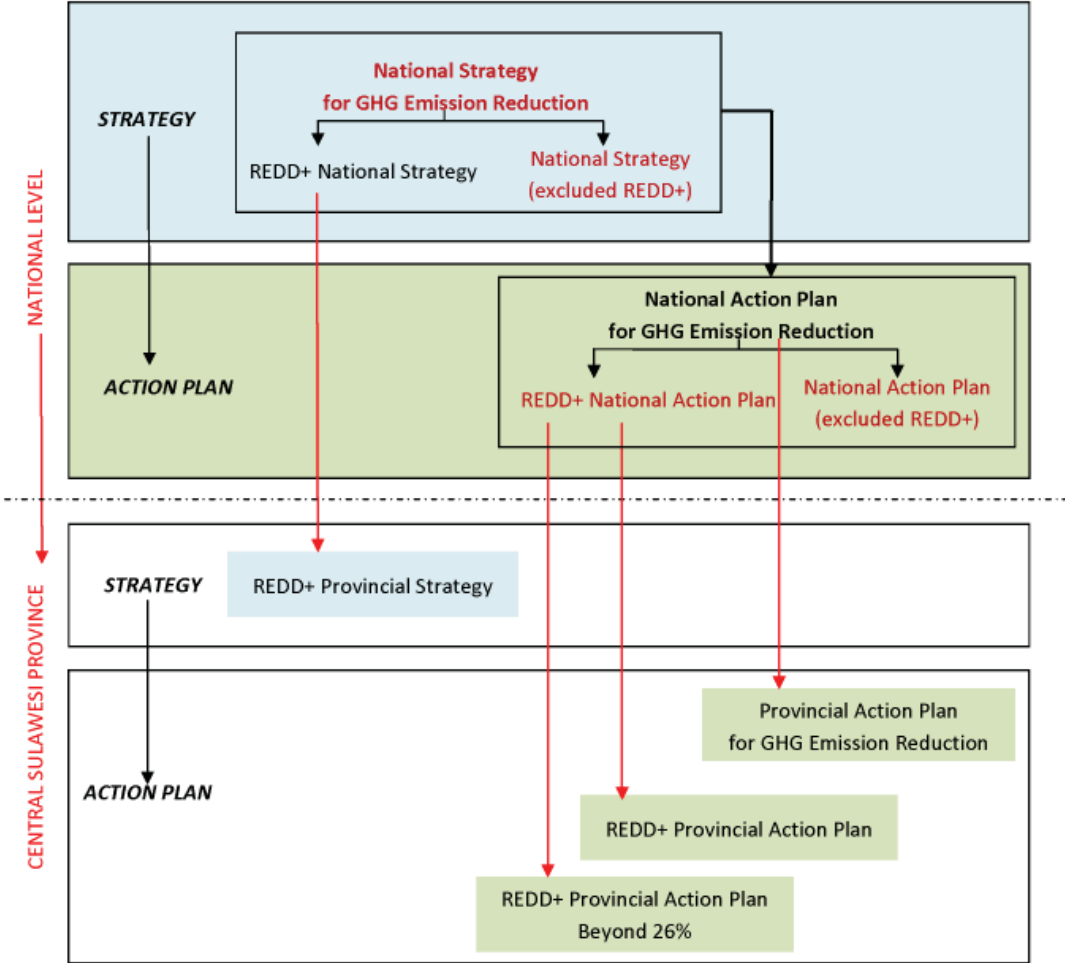 NATIONAL LEVEL
STRATEGY
National Strategy
for GHG Emission Reduction
REDD+ National Strategy
National Strategy
(excluded REDD+)
ACTION PLAN
National Action Plan
for GHG Emission Reduction
REDD+ National Action Plan
National Action Plan
(excluded REDD+)
CENTRAL SULAWESI PROVINCE
STRATEGY
REDD+ Provincial Strategy
ACTION PLAN
Provincial Action Plan
for GHG Emission Reduction
REDD+ Provincial Action Plan
REDD+ Provincial Action Plan
Beyond 26%